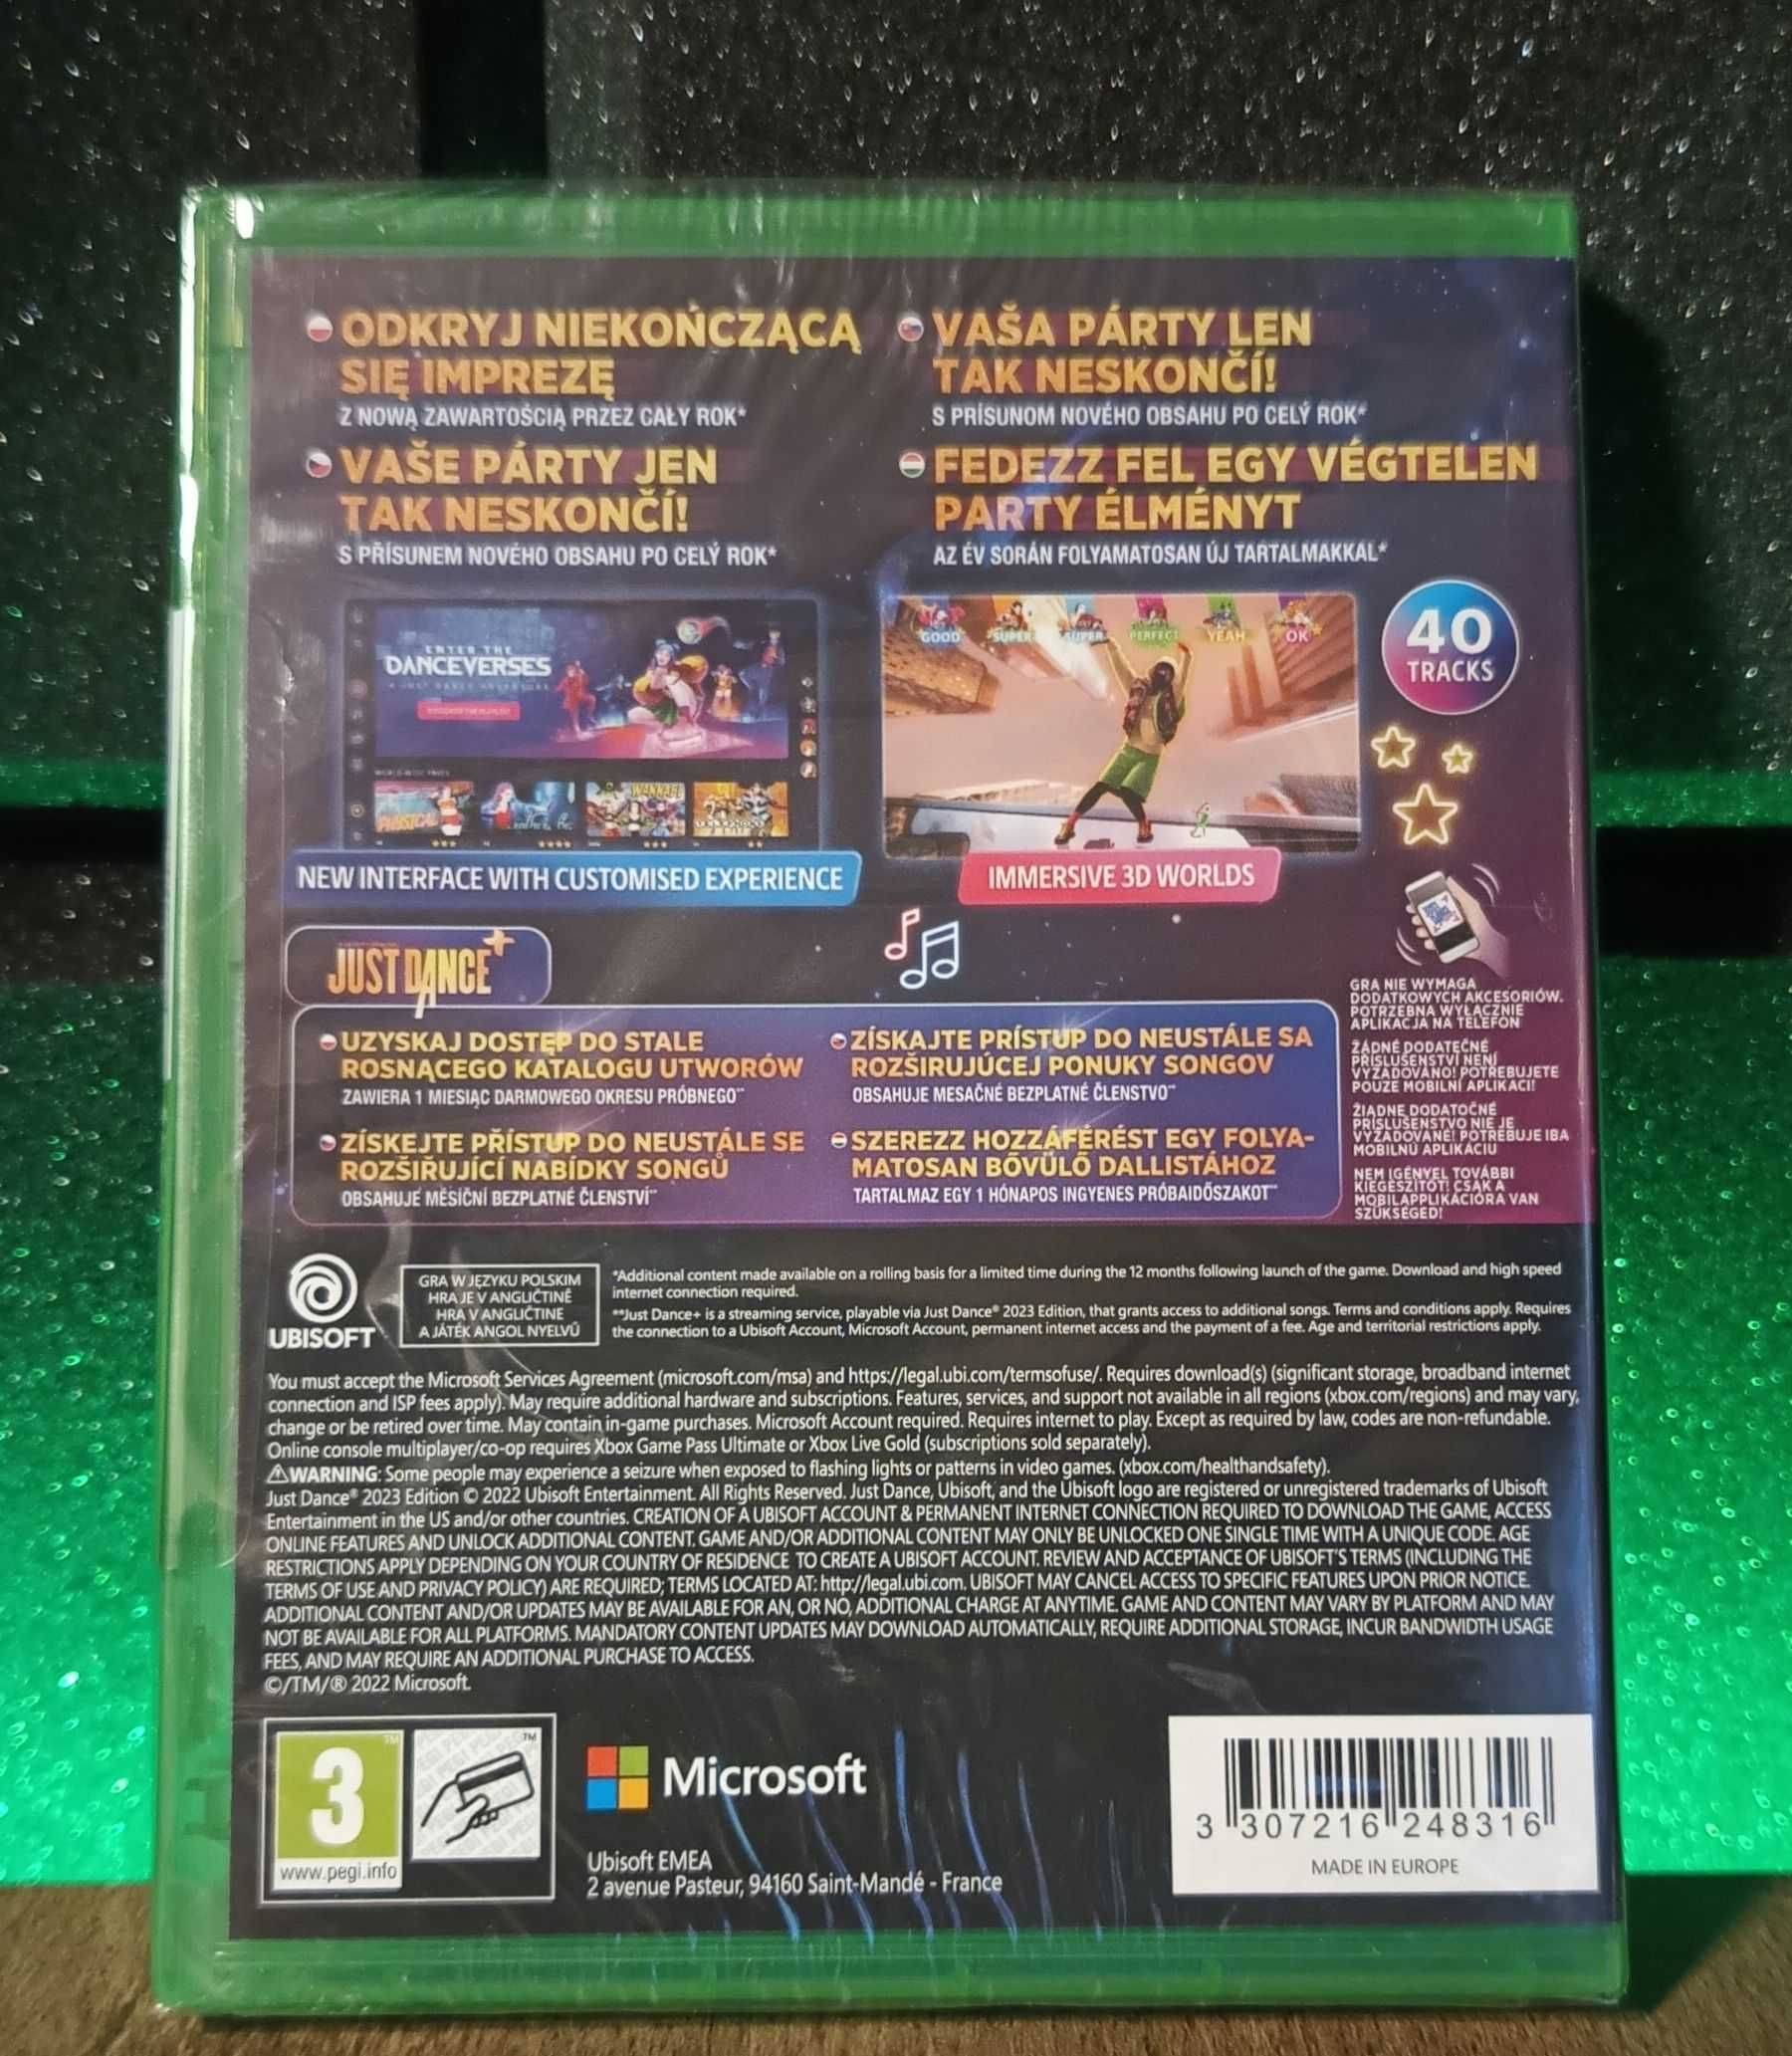 ODKRYJ NIEKOŃCZĄCĄ
SIĘ IMPREZĘ
Z NOWĄ ZAWARTOŚCIĄ PRZEZ CAŁY ROK*
VAŠA PÁRTY LEN
TAK NESKONČÍ!
S PRÍSUNOM NOVÉHO OBSAHU PO CELÝ ROK*
VAŠE PÁRTY JEN
TAK NESKONČÍ!
S PŘÍSUNEM NOVÉHO OBSAHU PO CELÝ ROK*
FEDEZZ FEL EGY VÉGTELEN
PARTY ÉLMÉNYT
AZ ÉV SORÁN FOLYAMATOSAN ÚJ TARTALMAKKAL*
ENTER THE
DANCEVERSES
A JUST DANCE ADVENTURE
PHYSICAL
WANNABE
GOOD
SUPER
SUPER
PERFECT
YEAH
OK
40
TRACKS
NEW INTERFACE WITH CUSTOMISED EXPERIENCE
IMMERSIVE 3D WORLDS
JUST DANCE+
UZYSKAJ DOSTĘP DO STALE
ROSNĄCEGO KATALOGU UTWORÓW
ZAWIERA 1 MIESIĄC DARMOWEGO OKRESU PRÓBNEGO**
ZÍSKAJTE PRÍSTUP DO NEUSTÁLE SA
ROZŠIRUJÚCEJ PONUKY SONGOV
OBSAHUJE MESAČNÉ BEZPLATNÉ ČLENSTVO**
ZÍSKEJTE PŘÍSTUP DO NEUSTÁLE SE
ROZŠIŘUJÍCÍ NABÍDKY SONGŮ
OBSAHUJE MĚSÍČNÍ BEZPLATNÉ ČLENSTVÍ**
SZEREZZ HOZZÁFÉRÉST EGY FOLYA-
MATOSAN BŐVÜLŐ DALLISTÁHOZ
TARTALMAZ EGY 1 HÓNAPOS INGYENES PRÓBAIDŐSZAKOT**
GRA NIE WYMAGA
DODATKOWYCH AKCESORIÓW.
POTRZEBNA WYŁĄCZNIE
APLIKACJA NA TELEFON
ŽÁDNÉ DODATEČNÉ
PŘÍSLUŠENSTVÍ NENÍ
VYŽADOVÁNO! POTŘEBUJETE
POUZE MOBILNÍ APLIKACI!
ŽIADNE DODATOČNÉ
PRÍSLUŠENSTVO NIE JE
VYŽADOVANÉ! POTREBUJE IBA
MOBILNÚ APLIKÁCIU
NEM IGÉNYEL TOVÁBBI
KIEGÉSZÍTŐT! CSAK A
MOBILAPPLIKÁCIÓRA VAN
SZÜKSÉGED!
UBISOFT
GRA W JĘZYKU POLSKIM
HRA JE V ANGLIČTINĚ
HRA V ANGLIČTINE
A JÁTÉK ANGOL NYELVŰ
*Additional content made available on a rolling basis for a limited time during the 12 months following launch of the game. Download and high speed
internet connection required.
**Just Dance+ is a streaming service, playable via Just Dance® 2023 Edition, that grants access to additional songs. Terms and conditions apply. Requires
the connection to a Ubisoft Account, Microsoft Account, permanent internet access and the payment of a fee. Age and territorial restrictions apply.
You must accept the Microsoft Services Agreement (microsoft.com/msa) and https://legal.ubi.com/termsofuse/. Requires download(s) (significant storage, broadband internet
connection and ISP fees apply). May require additional hardware and subscriptions. Features, services, and support not available in all regions (xbox.com/regions) and may vary,
change or be retired over time. May contain in-game purchases. Microsoft Account required. Requires internet to play. Except as required by law, codes are non-refundable.
Online console multiplayer/co-op requires Xbox Game Pass Ultimate or Xbox Live Gold (subscriptions sold separately).
⚠WARNING: Some people may experience a seizure when exposed to flashing lights or patterns in video games. (xbox.com/healthandsafety).
Just Dance® 2023 Edition © 2022 Ubisoft Entertainment. All Rights Reserved. Just Dance, Ubisoft, and the Ubisoft logo are registered or unregistered trademarks of Ubisoft
Entertainment in the US and/or other countries. CREATION OF A UBISOFT ACCOUNT & PERMANENT INTERNET CONNECTION REQUIRED TO DOWNLOAD THE GAME, ACCESS
ONLINE FEATURES AND UNLOCK ADDITIONAL CONTENT. GAME AND/OR ADDITIONAL CONTENT MAY ONLY BE UNLOCKED ONE SINGLE TIME WITH A UNIQUE CODE. AGE
RESTRICTIONS APPLY DEPENDING ON YOUR COUNTRY OF RESIDENCE TO CREATE A UBISOFT ACCOUNT. REVIEW AND ACCEPTANCE OF UBISOFT'S TERMS (INCLUDING THE
TERMS OF USE AND PRIVACY POLICY) ARE REQUIRED; TERMS LOCATED AT: http://legal.ubi.com. UBISOFT MAY CANCEL ACCESS TO SPECIFIC FEATURES UPON PRIOR NOTICE.
ADDITIONAL CONTENT AND/OR UPDATES MAY BE AVAILABLE FOR AN, OR NO, ADDITIONAL CHARGE AT ANYTIME. GAME AND CONTENT MAY VARY BY PLATFORM AND MAY
NOT BE AVAILABLE FOR ALL PLATFORMS. MANDATORY CONTENT UPDATES MAY DOWNLOAD AUTOMATICALLY, REQUIRE ADDITIONAL STORAGE, INCUR BANDWIDTH USAGE
FEES, AND MAY REQUIRE AN ADDITIONAL PURCHASE TO ACCESS.
©/TM/® 2022 Microsoft.
3
www.pegi.info
Microsoft
Ubisoft EMEA
2 avenue Pasteur, 94160 Saint-Mandé - France
3 307216 248316
MADE IN EUROPE